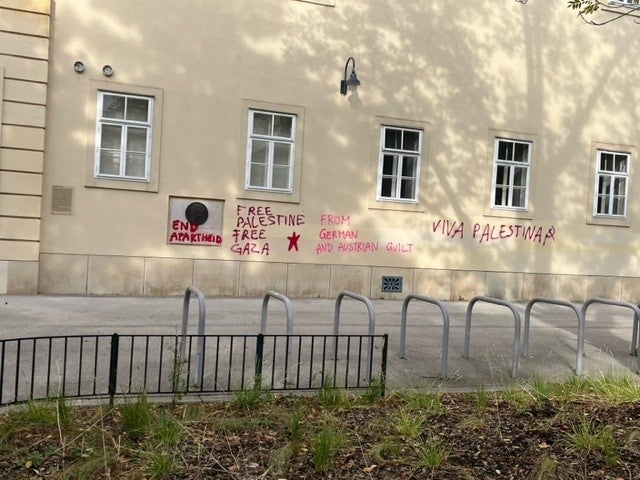 END
APARTHEID
FREE
PALESTINE
FREE
GAZA
FROM
GERMAN
AND AUSTRIAN GUILT
VIVA PALESTINA